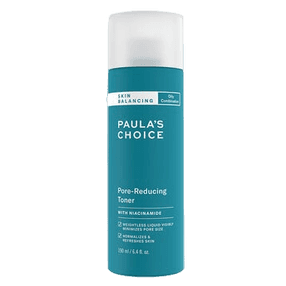 SKIN
BALANCING
Oily
Combination
PAULA'S
CHOICE
Pore-Reducing
Toner
WITH NIACINAMIDE
WEIGHTLESS LIQUID VISIBLY
MINIMIZES PORE SIZE
NORMALIZES &
REFRESHES SKIN
190 ml / 6.4 fl. oz.